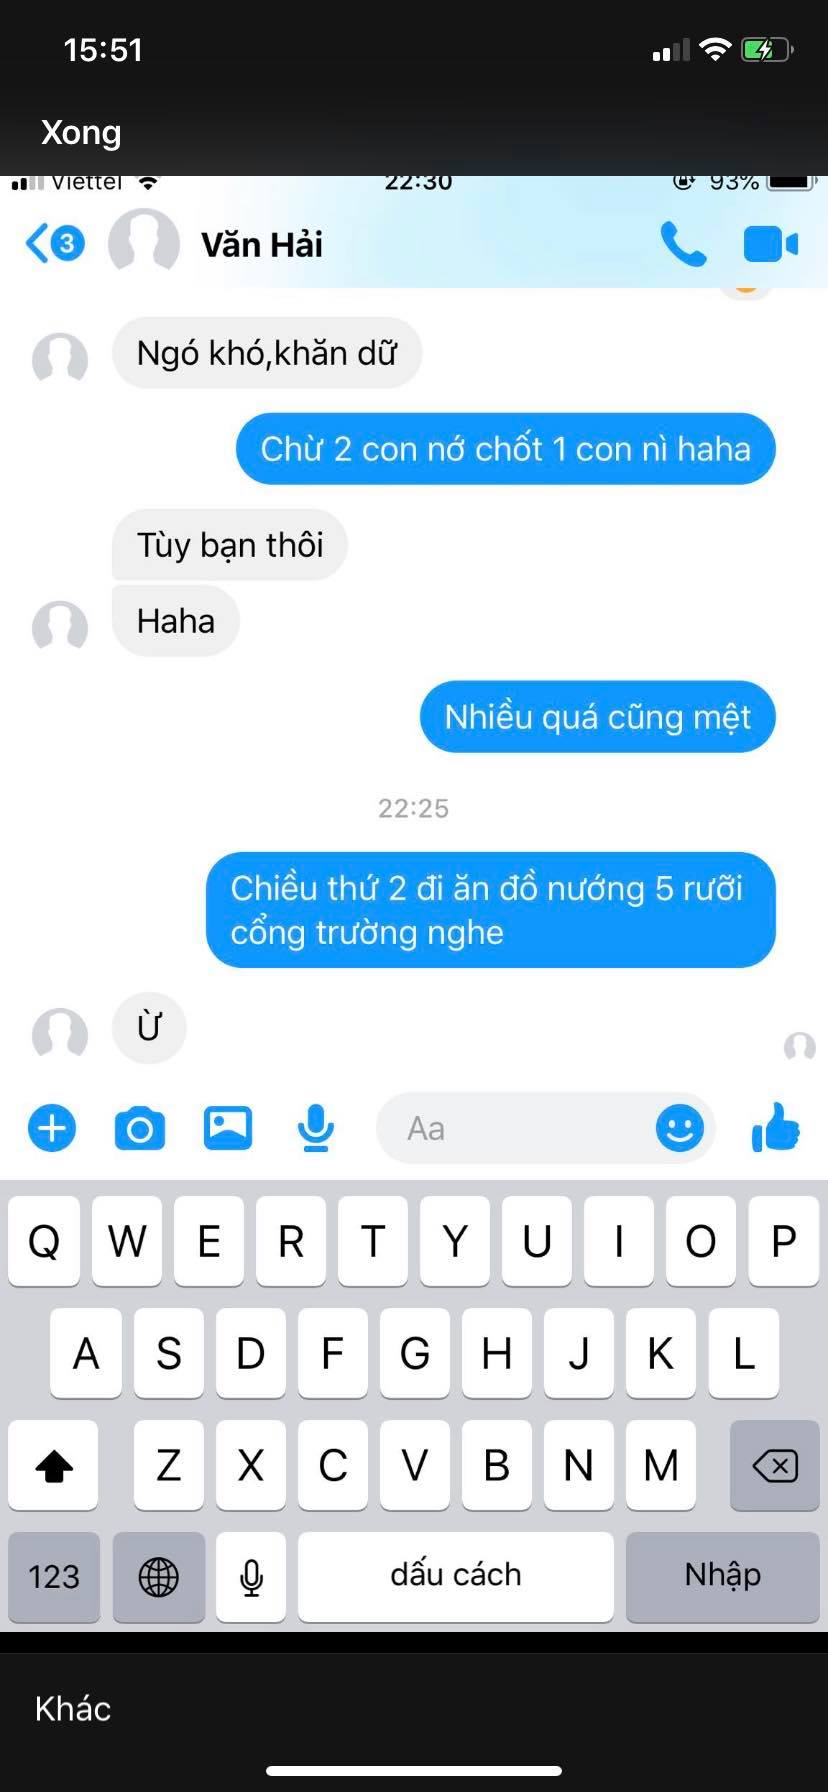 15:51
Xong
Viettel 22:30 93%
3 Văn Hải
Ngó khó,khăn dữ
Chừ 2 con nớ chốt 1 con nì haha
Tùy bạn thôi
Haha
Nhiều quá cũng mệt
22:25
Chiều thứ 2 đi ăn đồ nướng 5 rưỡi
cổng trường nghe
Ừ
Aa
Q W E R T Y U I O P
A S D F G H J K L
Z X C V B N M
123 dấu cách Nhập
Khác